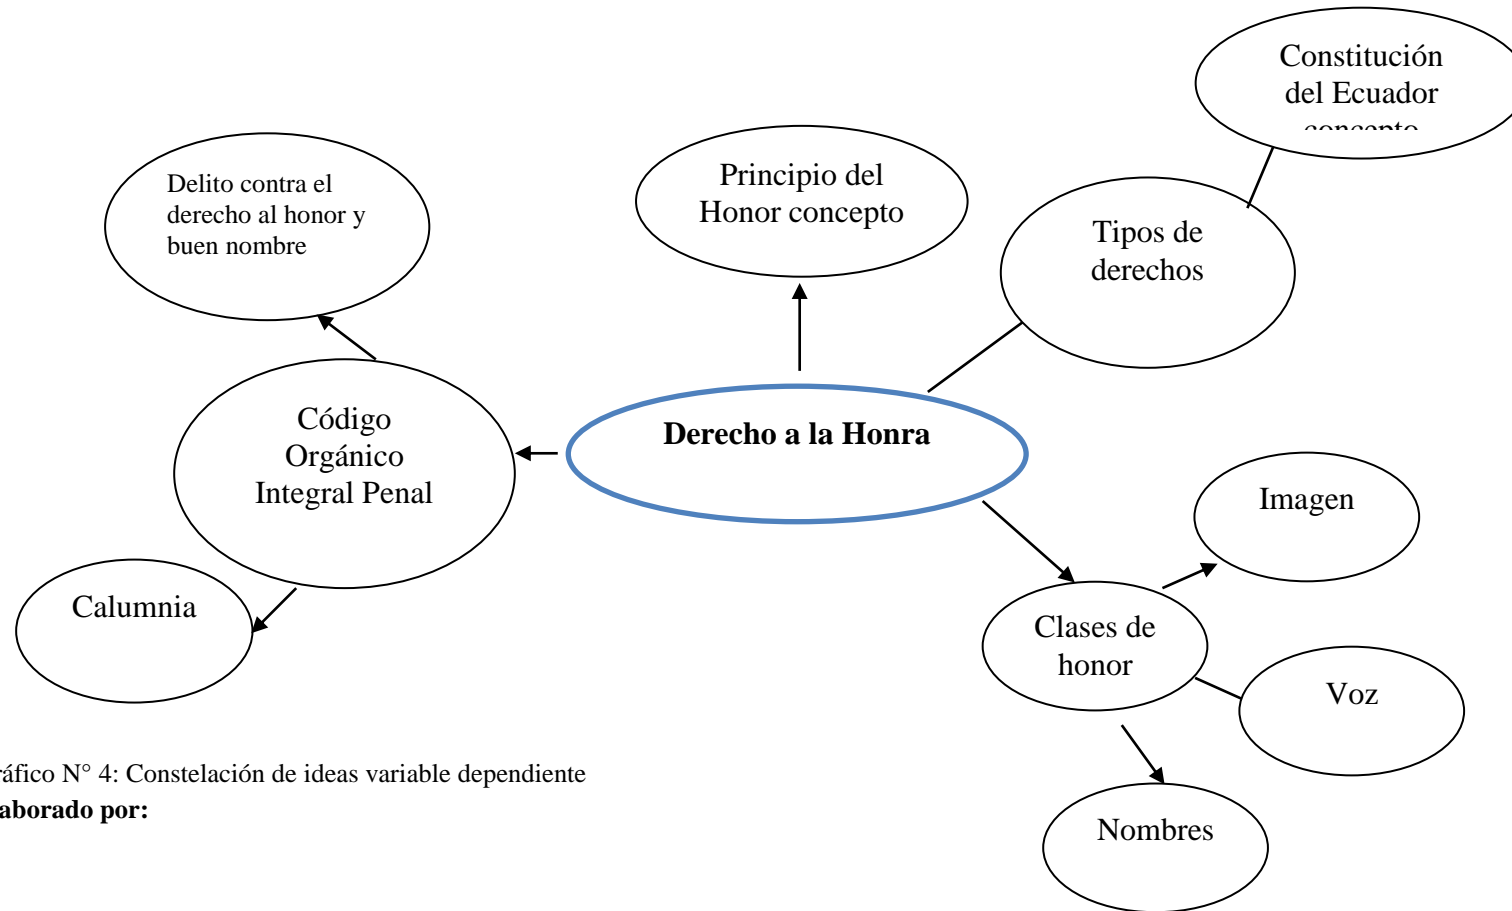 Constitución
del Ecuador
concepto
Principio del
Honor concepto
Delito contra el
derecho al honor y
buen nombre
Tipos de
derechos
Derecho a la Honra
Código
Orgánico
Integral Penal
Imagen
Calumnia
Clases de
honor
Voz
ráfico N° 4: Constelación de ideas variable dependiente
aborado por:
Nombres